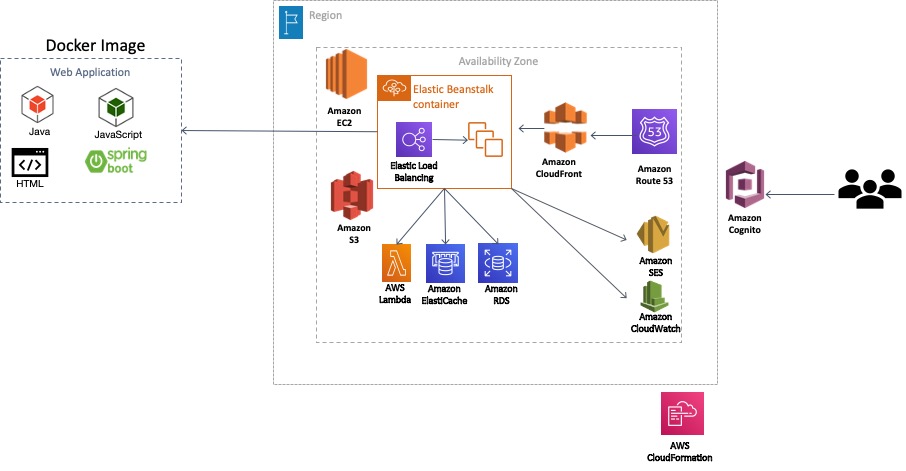 Region
Docker Image
Web Application
Java
JavaScript
HTML
spring
boot
Availability Zone
Amazon
EC2
Elastic Beanstalk
container
Elastic Load
Balancing
Amazon
CloudFront
53
Amazon
Route 53
Amazon
S3
Amazon
Cognito
AWS
Lambda
Amazon
ElastiCache
Amazon
RDS
Amazon
SES
Amazon
CloudWatch
AWS
CloudFormation